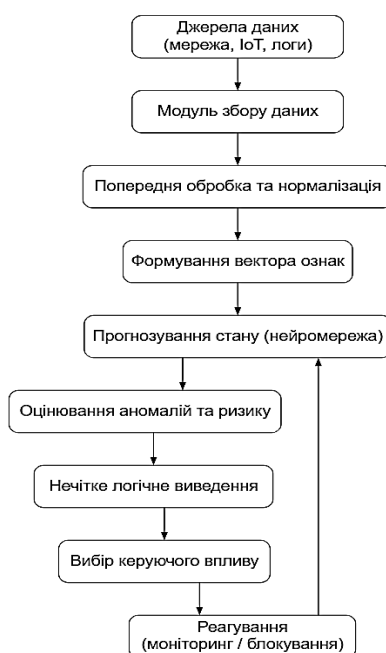 Джерела даних
(мережа, IoT, логи)
Модуль збору даних
Попередня обробка та нормалізація
Формування вектора ознак
Прогнозування стану (нейромережа)
Оцінювання аномалій та ризику
Нечітке логічне виведення
Вибір керуючого впливу
Реагування
(моніторинг / блокування)